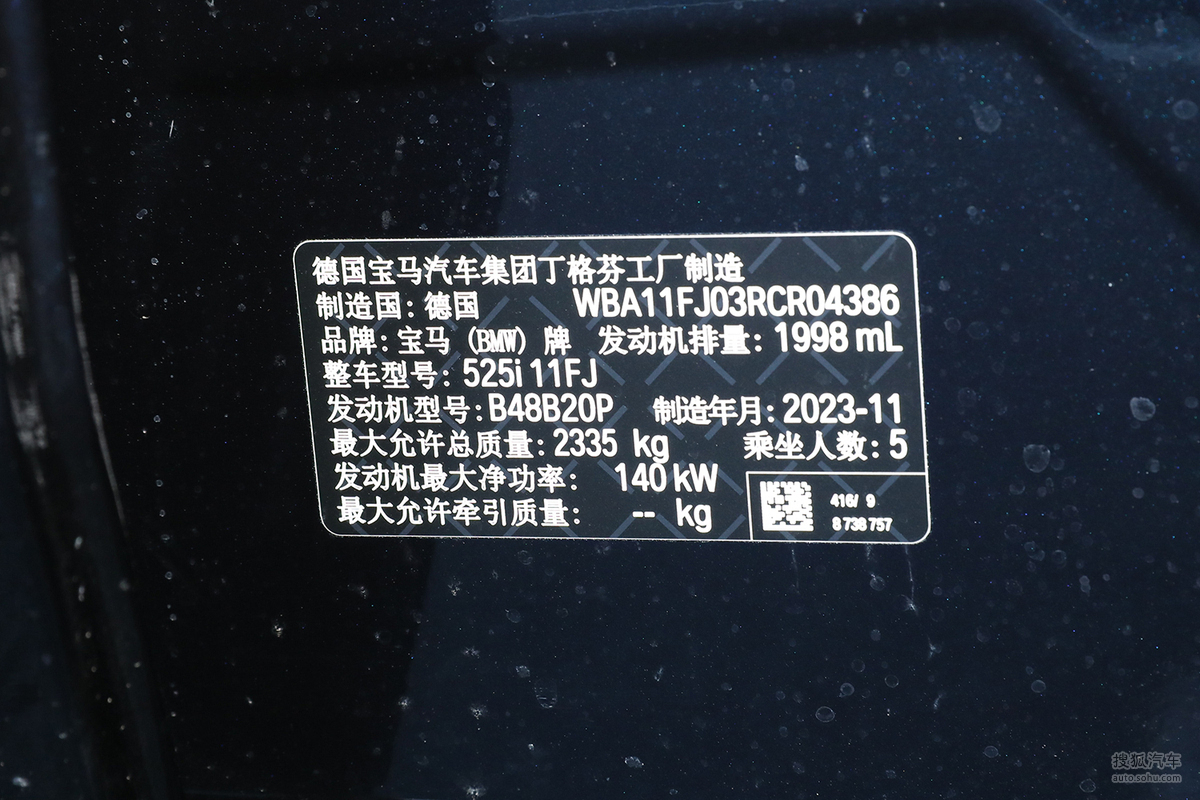 德国宝马汽车集团丁格芬工厂制造
制造国：德国 WBA11FJ03RCR04386
品牌：宝马（BMW）牌 发动机排量：1998 mL
整车型号：525i 11FJ
发动机型号：B48B20P 制造年月：2023-11
最大允许总质量：2335 kg 乘坐人数：5
发动机最大净功率： 140 kW
最大允许牵引质量： -- kg
416/ 9
8 738 757
搜狐汽车
auto.sohu.com